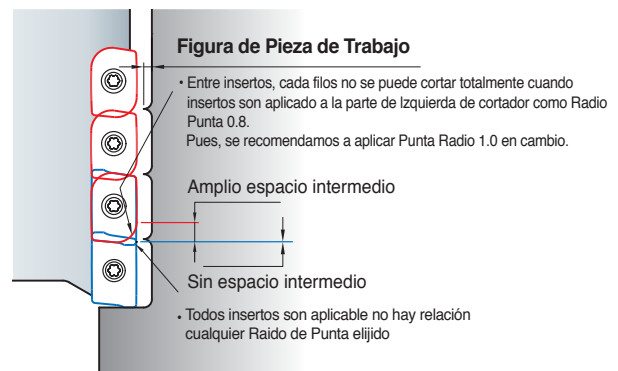 Figura de Pieza de Trabajo
• Entre insertos, cada filos no se puede cortar totalmente cuando
insertos son aplicado a la parte de Izquierda de cortador como Radio
Punta 0.8.
Pues, se recomendamos a aplicar Punta Radio 1.0 en cambio.
Amplio espacio intermedio
Sin espacio intermedio
• Todos insertos son aplicable no hay relación
cualquier Raido de Punta elijido